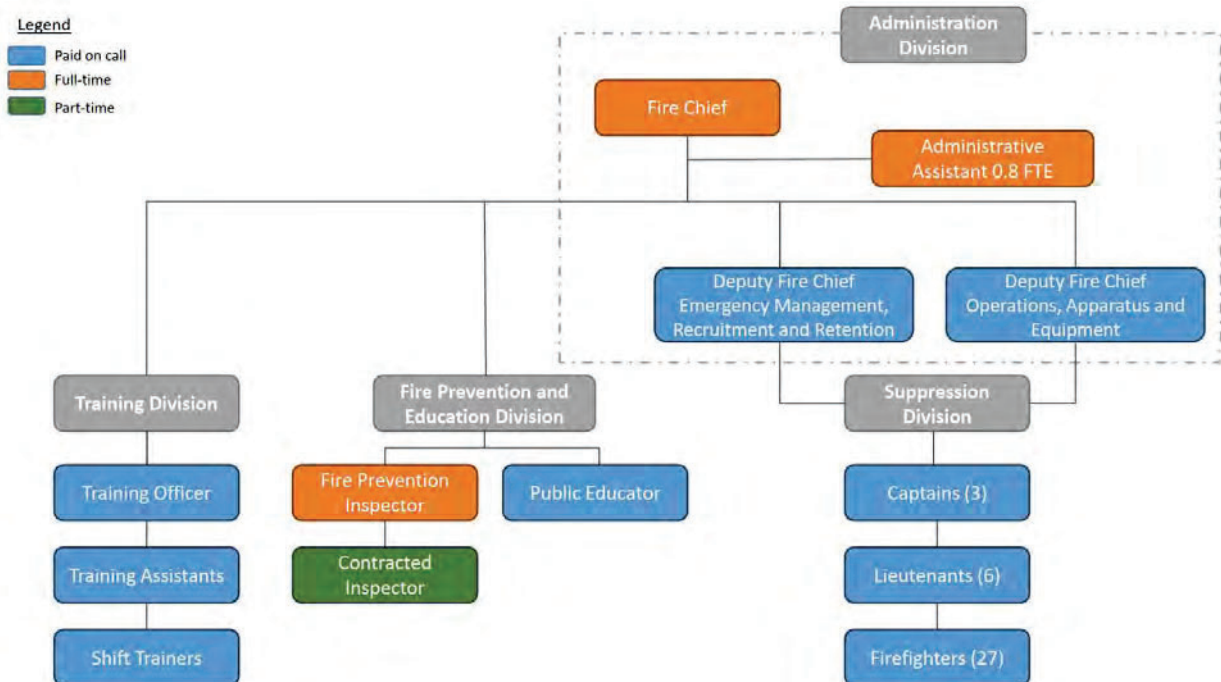 Legend
Paid on call
Full-time
Part-time
Administration
Division
Fire Chief
Administrative
Assistant 0.8 FTE
Deputy Fire Chief
Emergency Management,
Recruitment and Retention
Deputy Fire Chief
Operations, Apparatus and
Equipment
Training Division
Fire Prevention and
Education Division
Suppression
Division
Training Officer
Fire Prevention
Inspector
Public Educator
Captains (3)
Training Assistants
Contracted
Inspector
Lieutenants (6)
Shift Trainers
Firefighters (27)